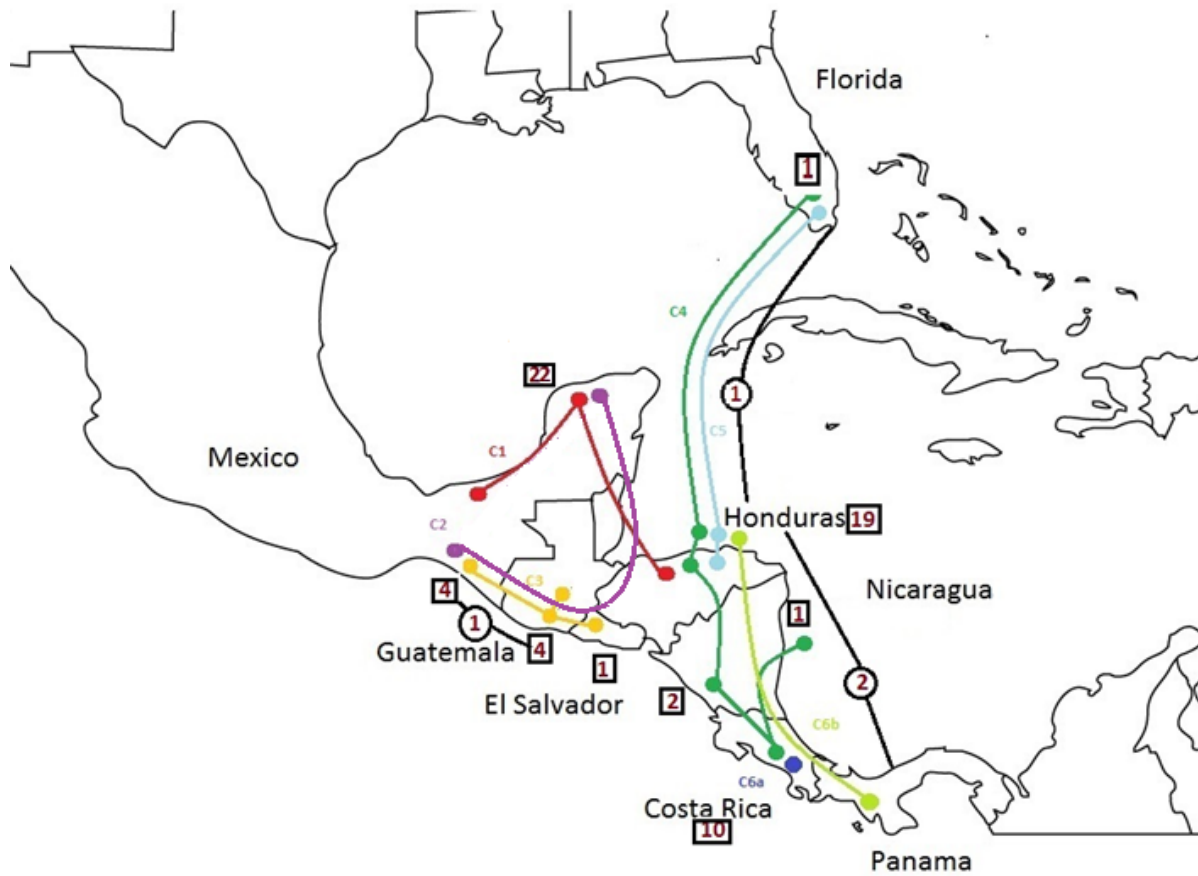 Florida
1
C4
22
1
C5
C1
Mexico
Honduras 19
C2
C3
Nicaragua
4
1
1
Guatemala 4
1
El Salvador
2
2
C6b
C6a
Costa Rica
10
Panama